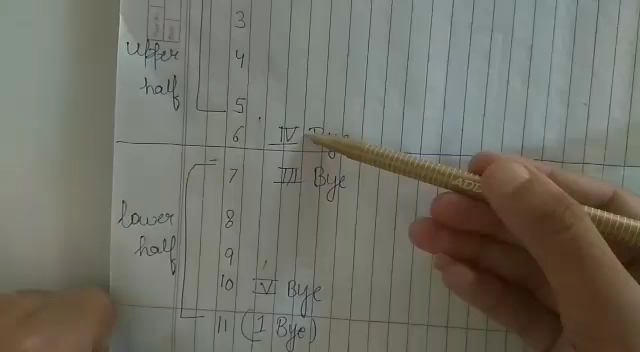 3
upper
4
half
5
6 IV Bye
7 III Bye
lower
8
half
9
10 V Bye
11 (1 Bye)